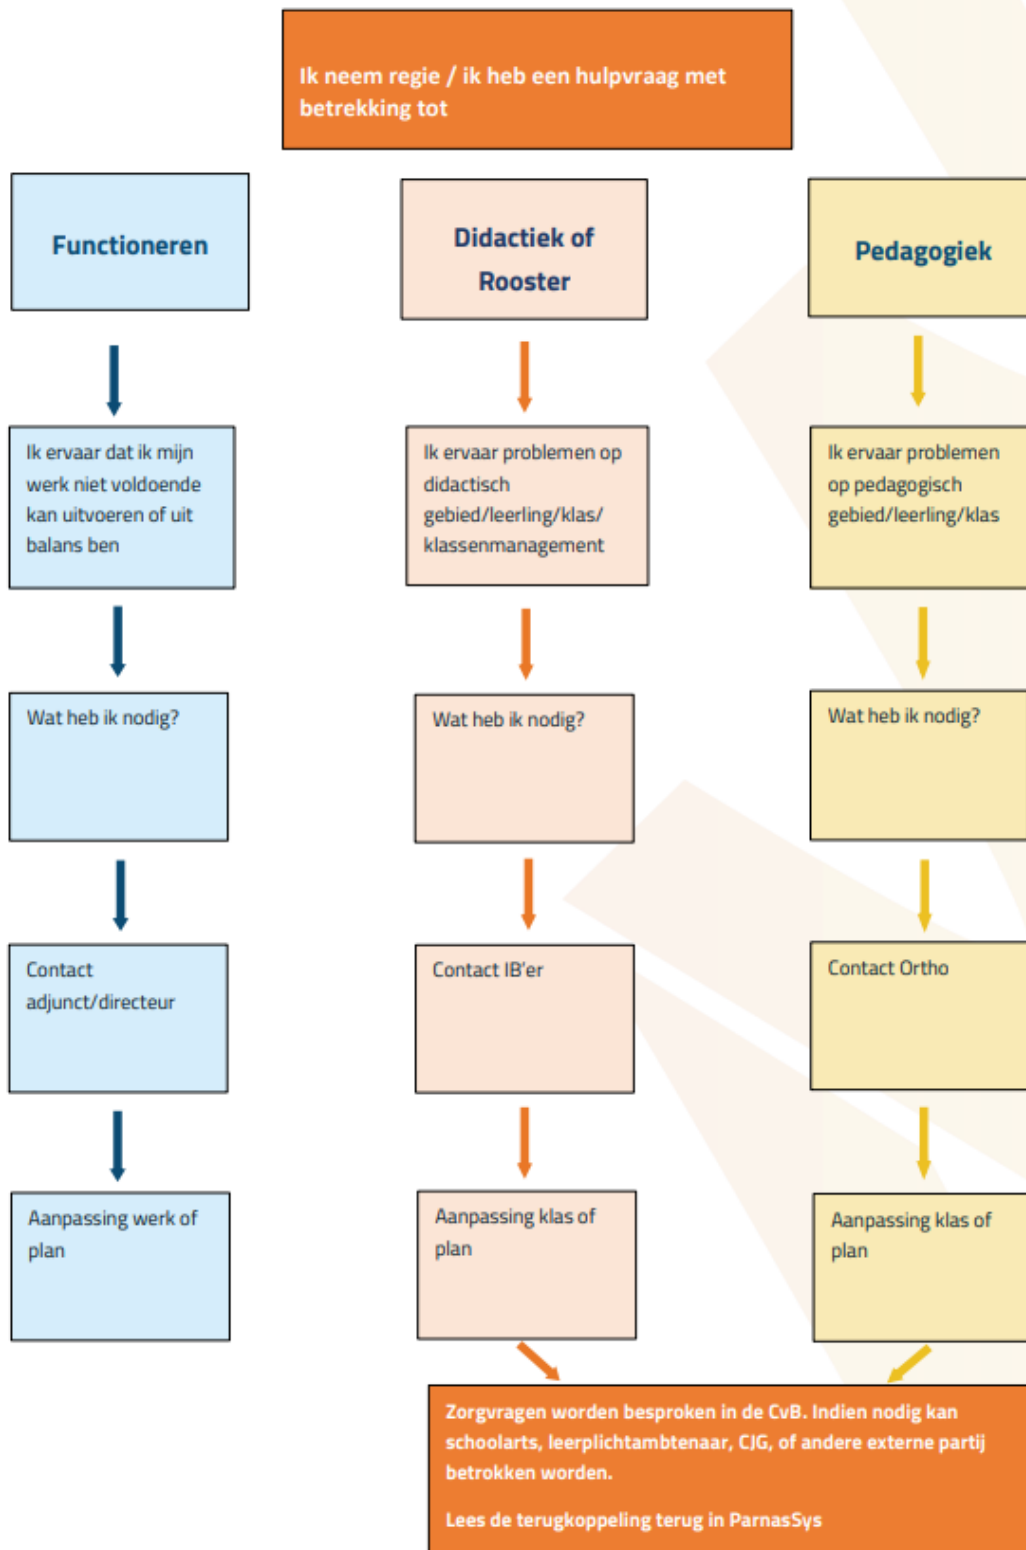 Ik neem regie / ik heb een hulpvraag met
betrekking tot
Functioneren
Didactiek of
Rooster
Pedagogiek
Ik ervaar dat ik mijn
werk niet voldoende
kan uitvoeren of uit
balans ben
Ik ervaar problemen op
didactisch
gebied/leerling/klas/
klassenmanagement
Ik ervaar problemen
op pedagogisch
gebied/leerling/klas
Wat heb ik nodig?
Wat heb ik nodig?
Wat heb ik nodig?
Contact
adjunct/directeur
Contact IB'er
Contact Ortho
Aanpassing werk of
plan
Aanpassing klas of
plan
Aanpassing klas of
plan
Zorgvragen worden besproken in de CvB. Indien nodig kan
schoolarts, leerplichtambtenaar, CJG, of andere externe partij
betrokken worden.
Lees de terugkoppeling terug in ParnasSys